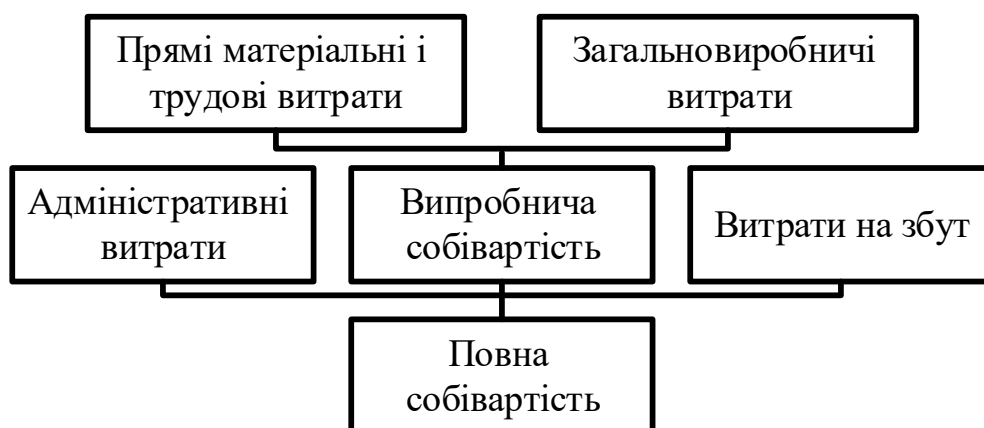 Прямі матеріальні і
трудові витрати
Загальновиробничі
витрати
Адміністративні
витрати
Випробнича
собівартість
Витрати на збут
Повна
собівартість